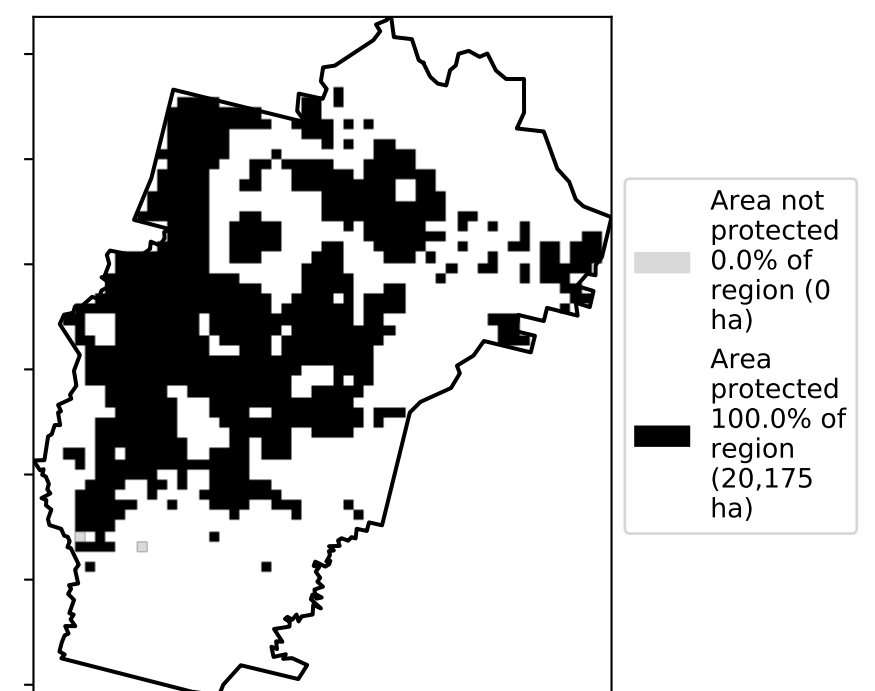 Area not
protected
0.0% of
region (0
ha)
Area
protected
100.0% of
region
(20,175
ha)